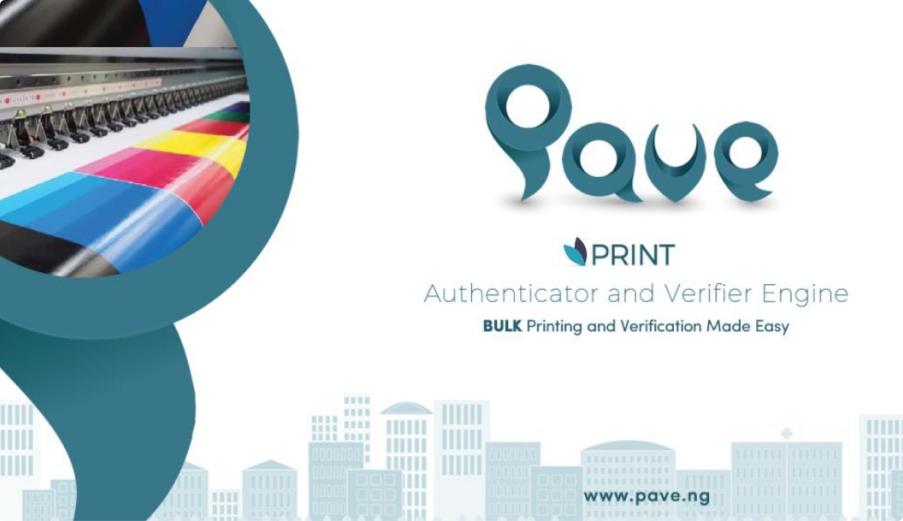 Pave
PRINT
Authenticator and Verifier Engine
BULK Printing and Verification Made Easy
www.pave.ng